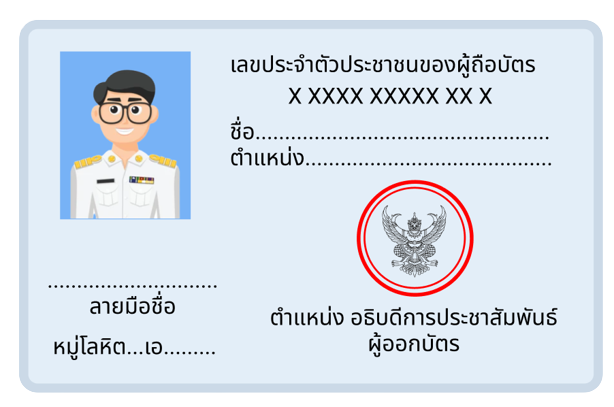 เลขประจำตัวประชาชนของผู้ถือบัตร
X XXXX XXXXX XX X
ชื่อ..................................................
ตำแหน่ง..........................................
.............................
ลายมือชื่อ
หมู่โลหิต...เอ.........
ตำแหน่ง อธิบดีการประชาสัมพันธ์
ผู้ออกบัตร